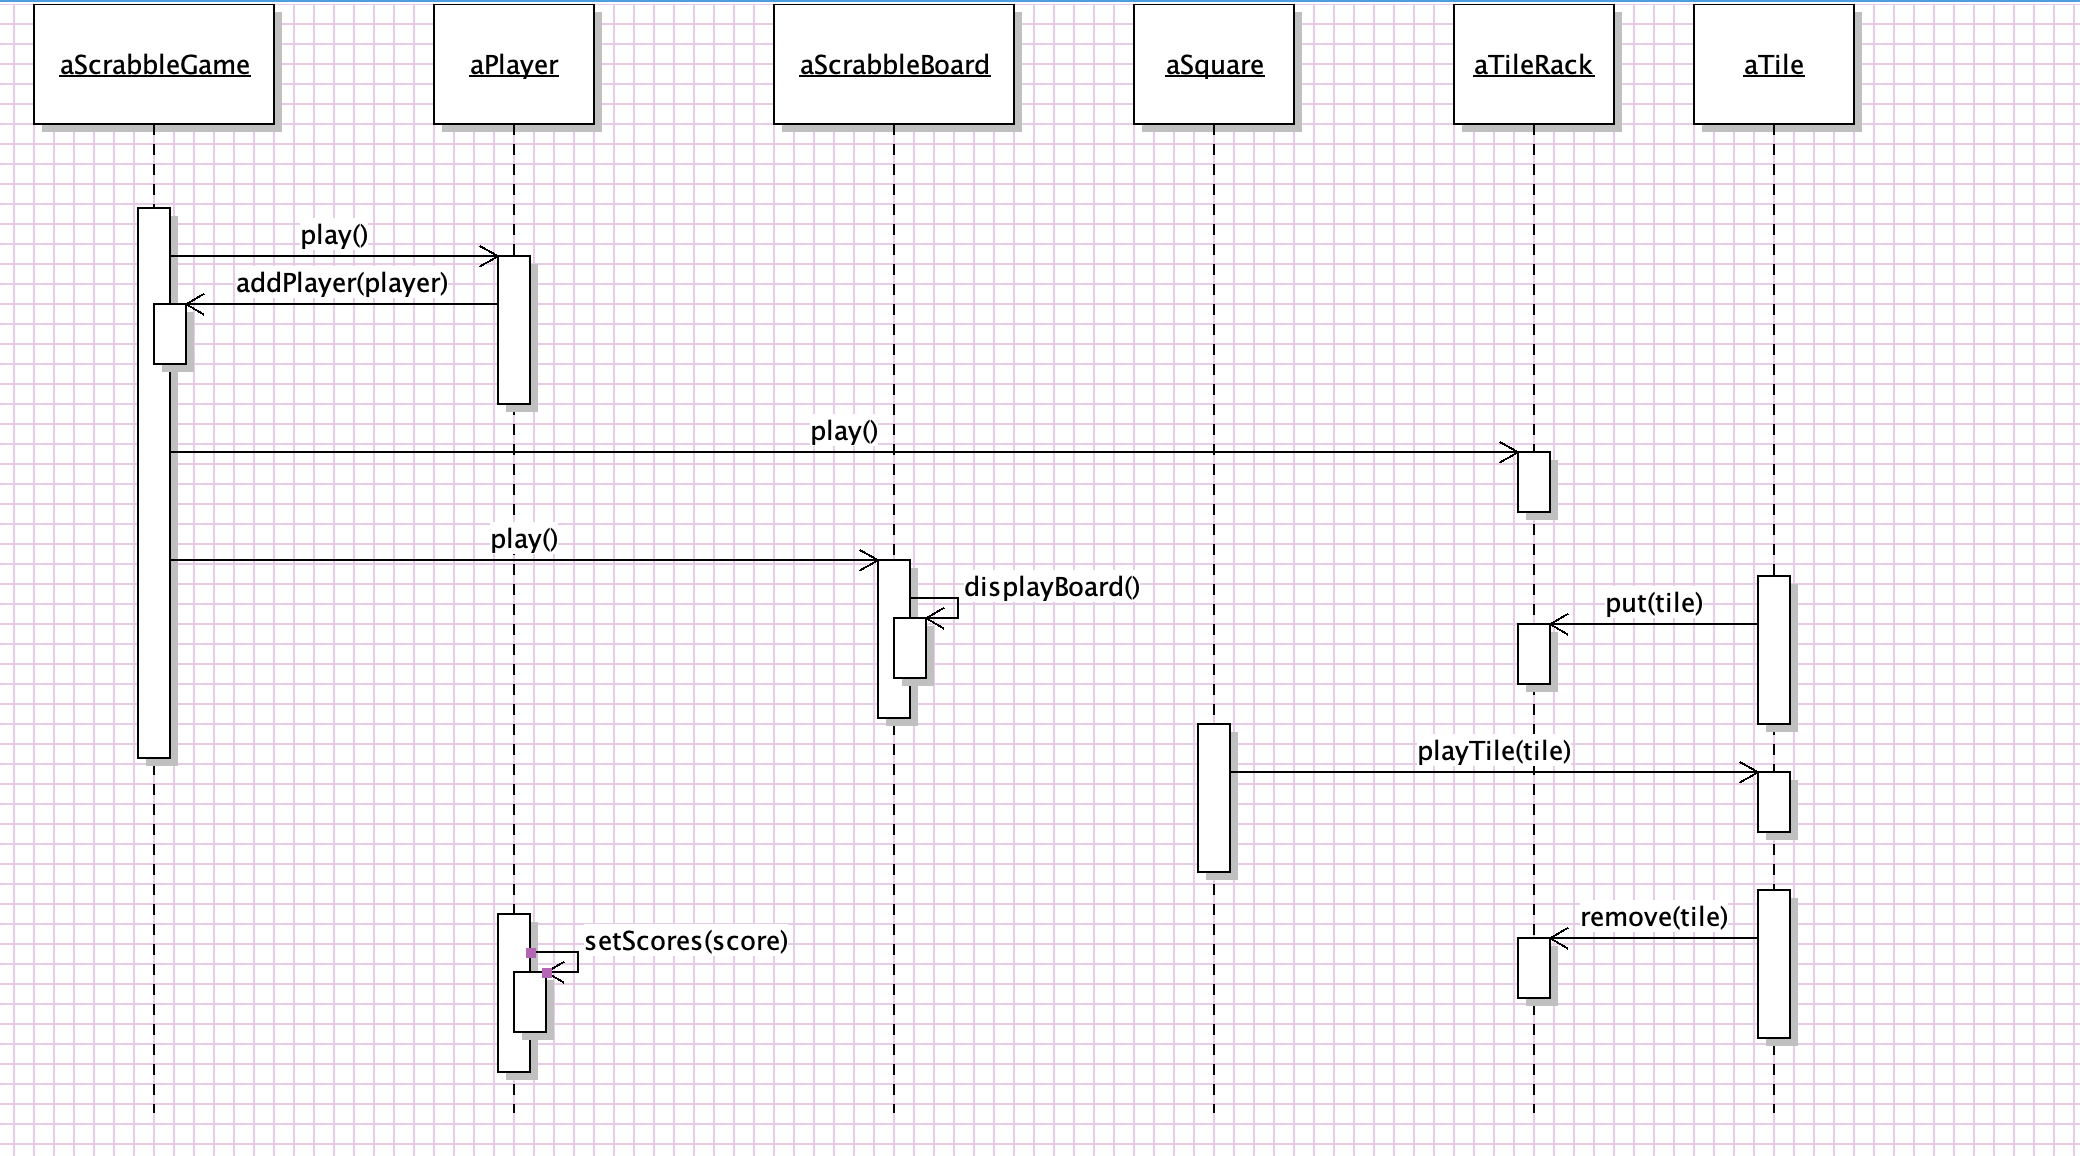 aScrabbleGame
aPlayer
aScrabbleBoard
aSquare
aTileRack
aTile
play()
addPlayer(player)
play()
play()
displayBoard()
put(tile)
playTile(tile)
remove(tile)
setScores(score)